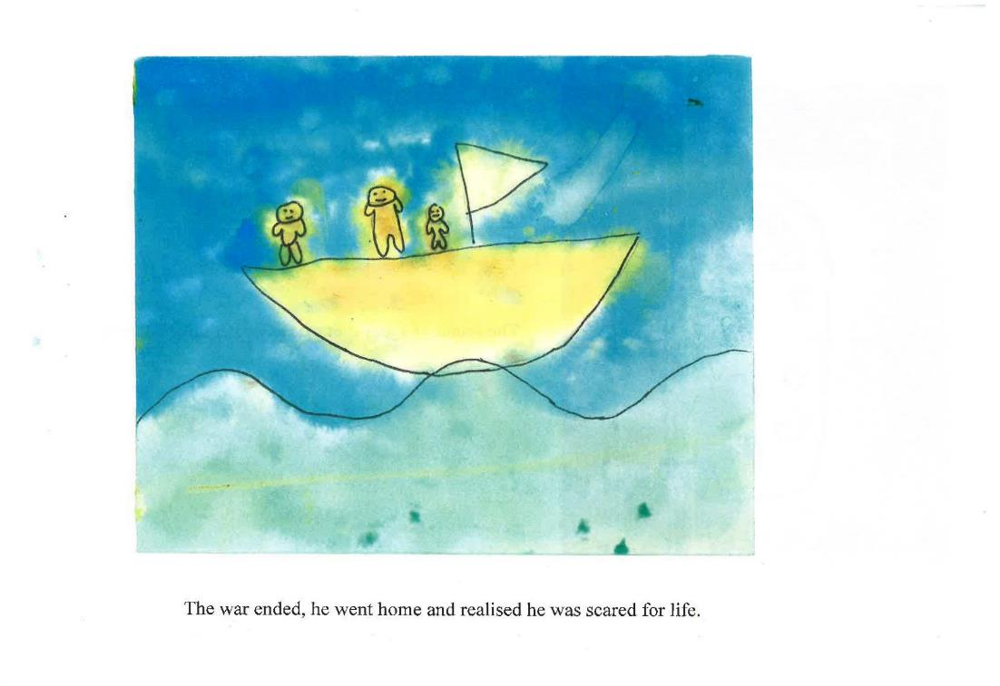 The war ended, he went home and realised he was scared for life.